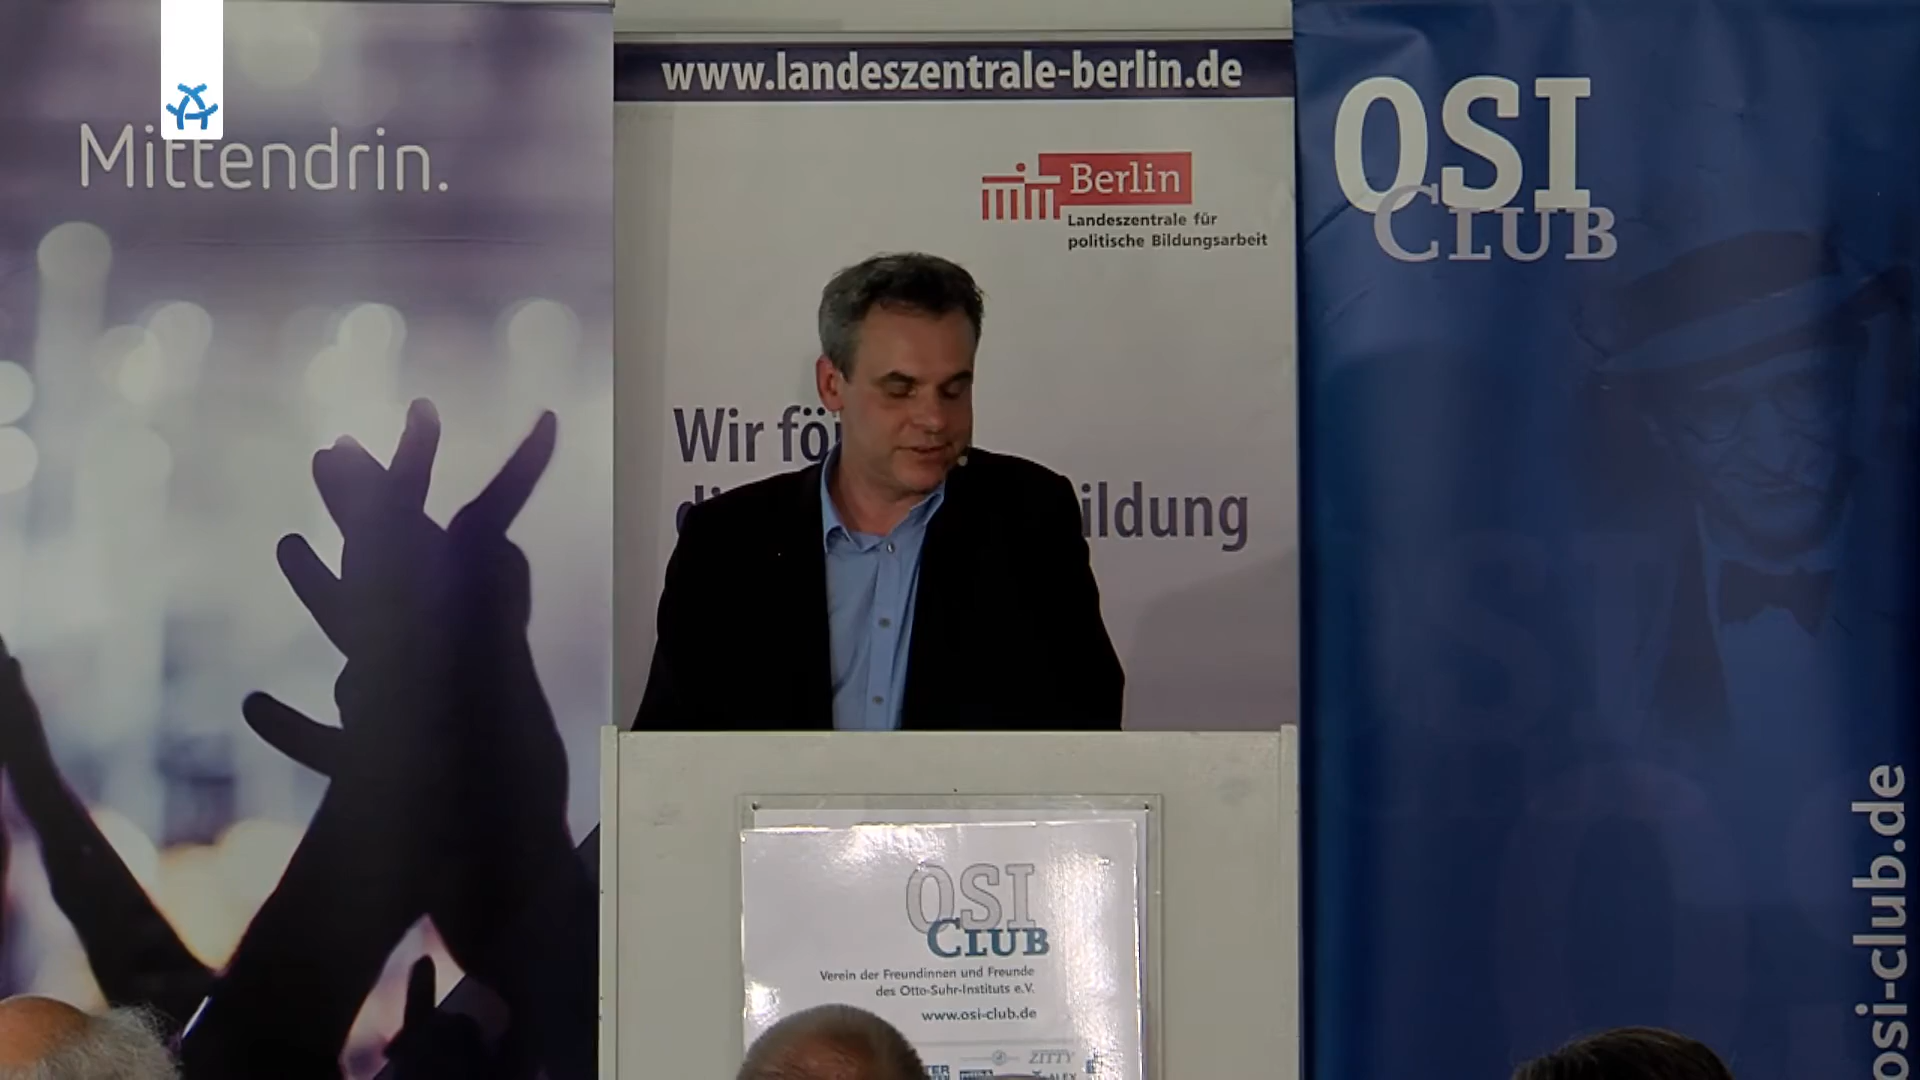 Mittendrin.
www.landeszentrale-berlin.de
Berlin
Landeszentrale für
politische Bildungsarbeit
Wir
ildung
OSI
CLUB
osi-club.de
OSI
CLUB
Verein der Freundinnen und Freunde
des Otto-Suhr-Instituts e.V.
www.osi-club.de
ZITTY
ALEX